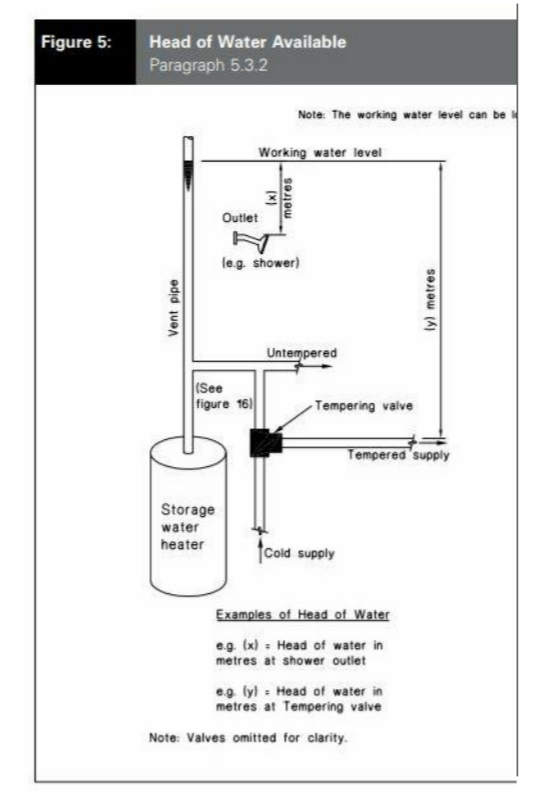 Figure 5:
Head of Water Available
Paragraph 5.3.2
Note: The working water level can be
Working water level
(x)
metres
Outlet
(e.g. shower)
Vent pipe
(y) metres
Untempered
(See
figure 16)
Tempering valve
Tempered supply
Storage
water
heater
Cold supply
Examples of Head of Water
e.g. (x) = Head of water in
metres at shower outlet
e.g. (y) = Head of water in
metres at Tempering valve
Note: Valves omitted for clarity.